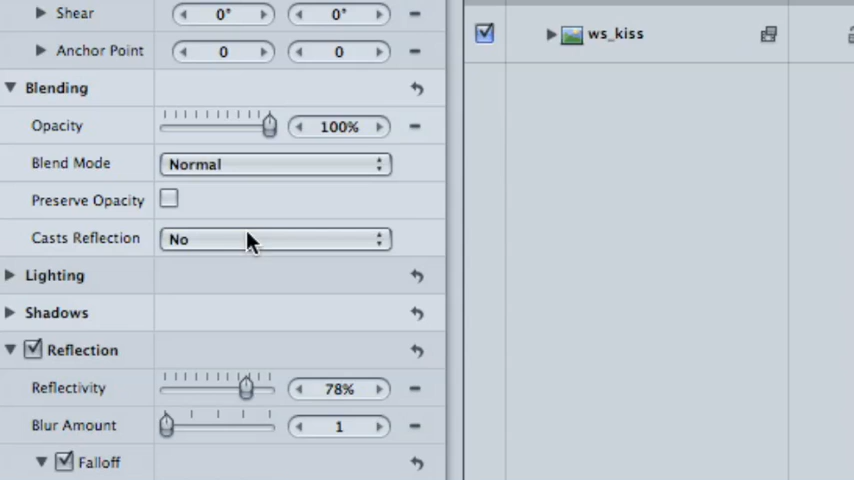 Shear 0° 0°
ws_kiss
Anchor Point 0 0
Blending
Opacity 100%
Blend Mode Normal
Preserve Opacity
Casts Reflection No
Lighting
Shadows
Reflection
Reflectivity 78%
Blur Amount 1
Falloff